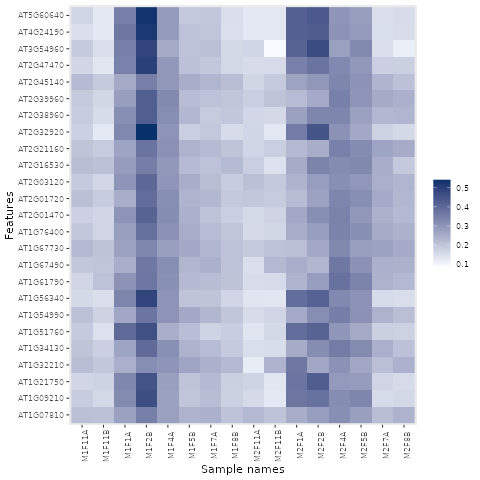 AT5G60640
AT4G24190
AT3G54960
AT2G47470
AT2G45140
AT2G39960
AT2G38960
AT2G32920
AT2G21160
AT2G16530
AT2G03120
AT2G01720
AT2G01470
AT1G76400
AT1G67730
AT1G67490
AT1G61790
AT1G56340
AT1G54990
AT1G51760
AT1G34130
AT1G32210
AT1G21750
AT1G09210
AT1G07810
Features
M1F11A
M1F11B
M1F1A
M1F2B
M1F4A
M1F5B
M1F7A
M1F8B
M2F11A
M2F11B
M2F1A
M2F2B
M2F4A
M2F5B
M2F7A
M2F8B
Sample names
0.5
0.4
0.3
0.2
0.1